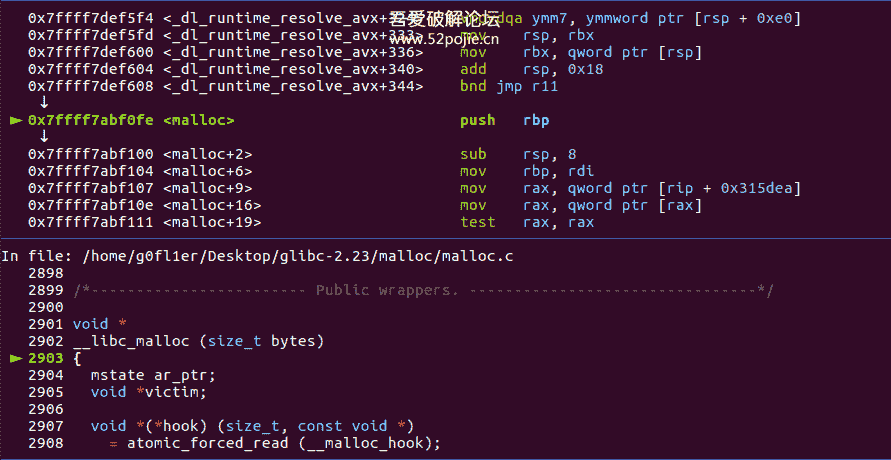 0x7ffff7def5f4 <_dl_runtime_resolve_avx+ dqa ymm7, ymmword ptr [rsp + 0xe0]
吾爱破解论坛
0x7ffff7def5fd <_dl_runtime_resolve_avx+333> mov rsp, rbx
www.52pojie.cn
0x7ffff7def600 <_dl_runtime_resolve_avx+336> mov rbx, qword ptr [rsp]
0x7ffff7def604 <_dl_runtime_resolve_avx+340> add rsp, 0x18
0x7ffff7def608 <_dl_runtime_resolve_avx+344> bnd jmp r11
↓
► 0x7ffff7abf0fe <malloc> push rbp
↓
0x7ffff7abf100 <malloc+2> sub rsp, 8
0x7ffff7abf104 <malloc+6> mov rbp, rdi
0x7ffff7abf107 <malloc+9> mov rax, qword ptr [rip + 0x315dea]
0x7ffff7abf10e <malloc+16> mov rax, qword ptr [rax]
0x7ffff7abf111 <malloc+19> test rax, rax
In file: /home/g0fl1er/Desktop/glibc-2.23/malloc/malloc.c
2898
2899 /*------------------------ Public wrappers. --------------------------------*/
2900
2901 void *
2902 __libc_malloc (size_t bytes)
► 2903 {
2904 mstate ar_ptr;
2905 void *victim;
2906
2907 void *(*hook) (size_t, const void *)
2908 = atomic_forced_read (__malloc_hook);